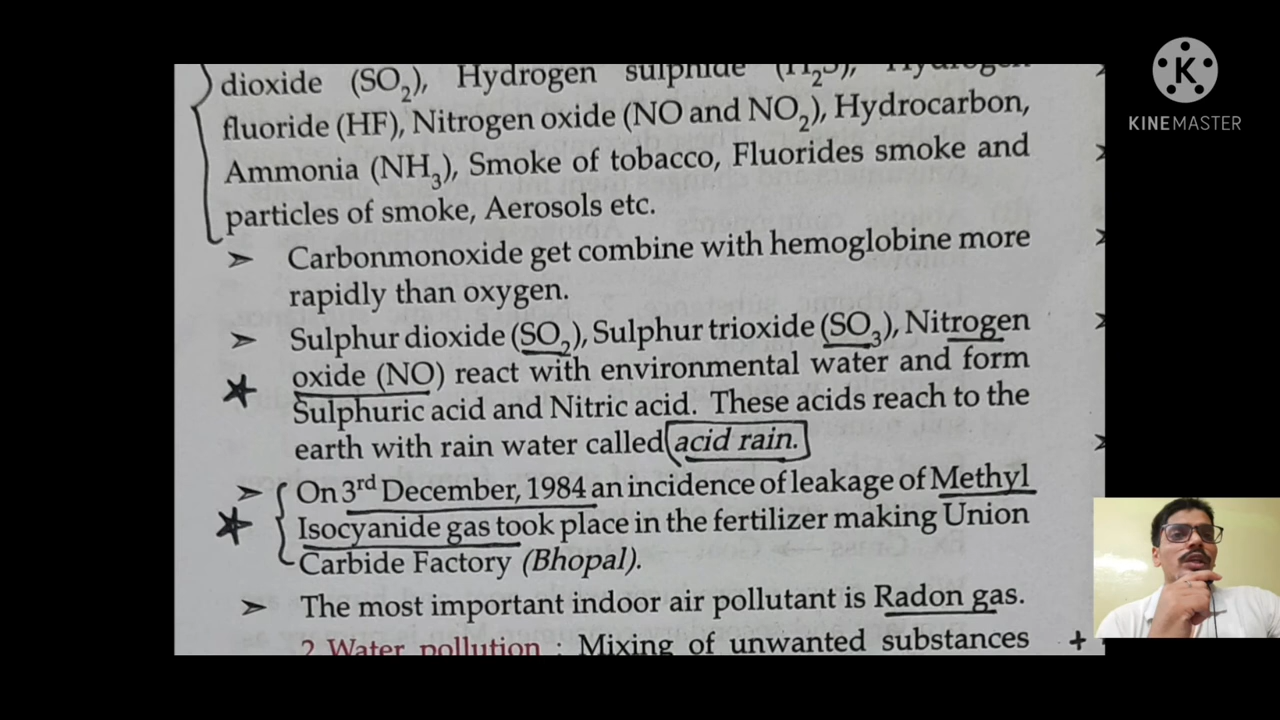 dioxide (SO₂), Hydrogen sulphide (H₂S), Hydrogen
fluoride (HF), Nitrogen oxide (NO and NO₂), Hydrocarbon,
Ammonia (NH₃), Smoke of tobacco, Fluorides smoke and
particles of smoke, Aerosols etc.
➢ Carbonmonoxide get combine with hemoglobine more
rapidly than oxygen.
➢ Sulphur dioxide (SO₂), Sulphur trioxide (SO₃), Nitrogen
oxide (NO) react with environmental water and form
Sulphuric acid and Nitric acid. These acids reach to the
earth with rain water called acid rain.
➢ On 3rd December, 1984 an incidence of leakage of Methyl
Isocyanide gas took place in the fertilizer making Union
Carbide Factory (Bhopal).
➢ The most important indoor air pollutant is Radon gas.
2. Water pollution : Mixing of unwanted substances
K
KINEMASTER